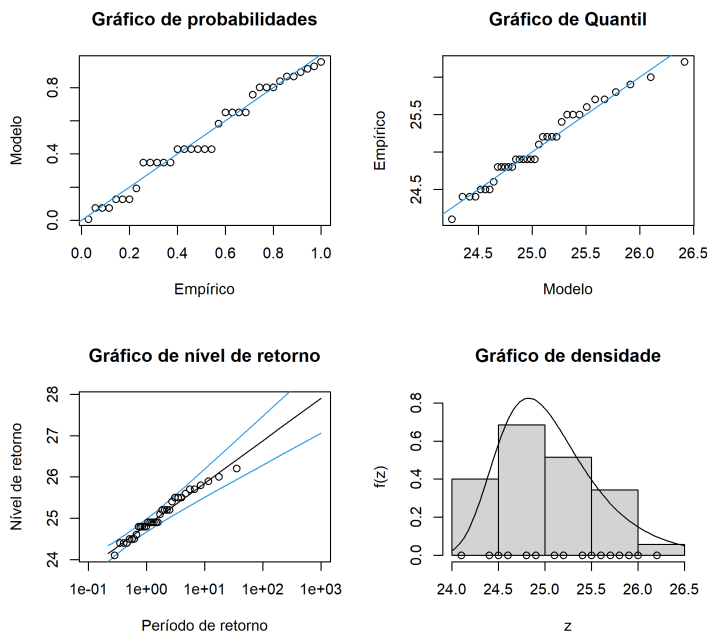 Gráfico de probabilidades
Modelo
0.0 0.4 0.8
0.0 0.2 0.4 0.6 0.8 1.0
Empírico
Gráfico de Quantil
Empírico
24.5 25.5
24.5 25.0 25.5 26.0 26.5
Modelo
Gráfico de nível de retorno
Nível de retorno
24 25 26 27 28
1e-01 1e+00 1e+01 1e+02 1e+03
Período de retorno
Gráfico de densidade
f(z)
0.0 0.2 0.4 0.6 0.8
24.0 24.5 25.0 25.5 26.0 26.5
z